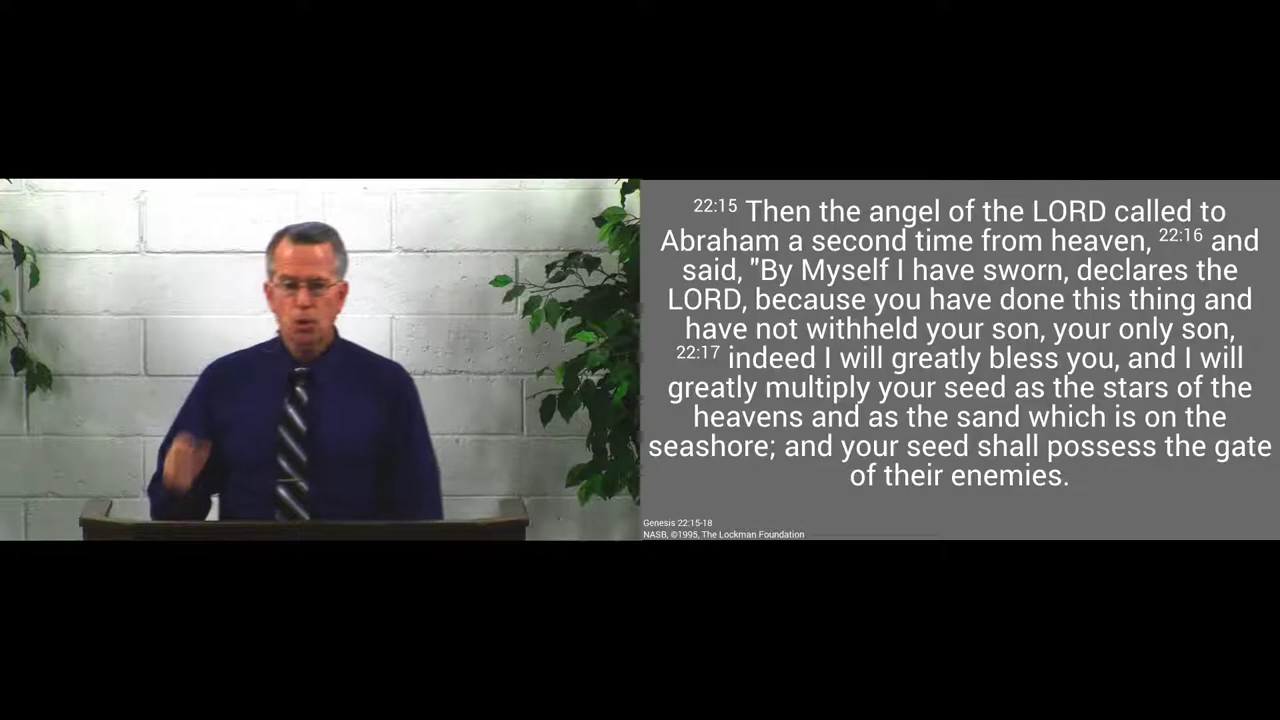 22:15 Then the angel of the LORD called to
Abraham a second time from heaven, 22:16 and
said, "By Myself I have sworn, declares the
LORD, because you have done this thing and
have not withheld your son, your only son,
22:17 indeed I will greatly bless you, and I will
greatly multiply your seed as the stars of the
heavens and as the sand which is on the
seashore; and your seed shall possess the gate
of their enemies.
Genesis 22:15-18
NASB, ©1995, The Lockman Foundation